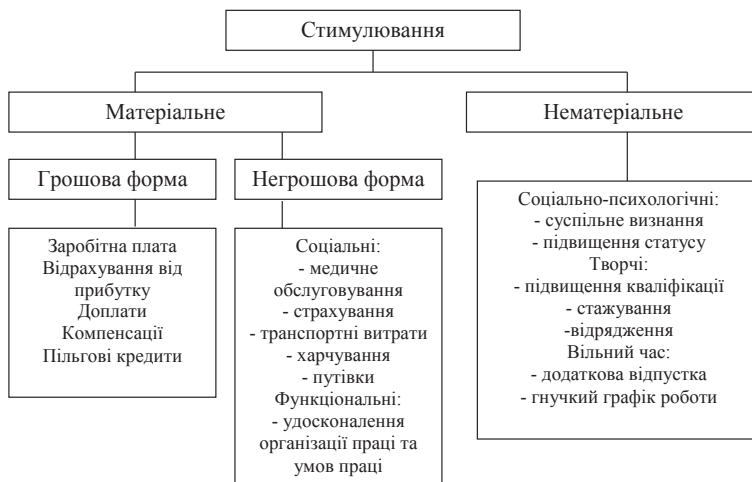 Стимулювання
Матеріальне
Нематеріальне
Грошова форма
Негрошова форма
Заробітна плата
Відрахування від
прибутку
Доплати
Компенсації
Пільгові кредити
Соціальні:
- медичне
обслуговування
- страхування
- транспортні витрати
- харчування
- путівки
Функціональні:
- удосконалення
організації праці та
умов праці
Соціально-психологічні:
- суспільне визнання
- підвищення статусу
Творчі:
- підвищення кваліфікації
- стажування
-відрядження
Вільний час:
- додаткова відпустка
- гнучкий графік роботи